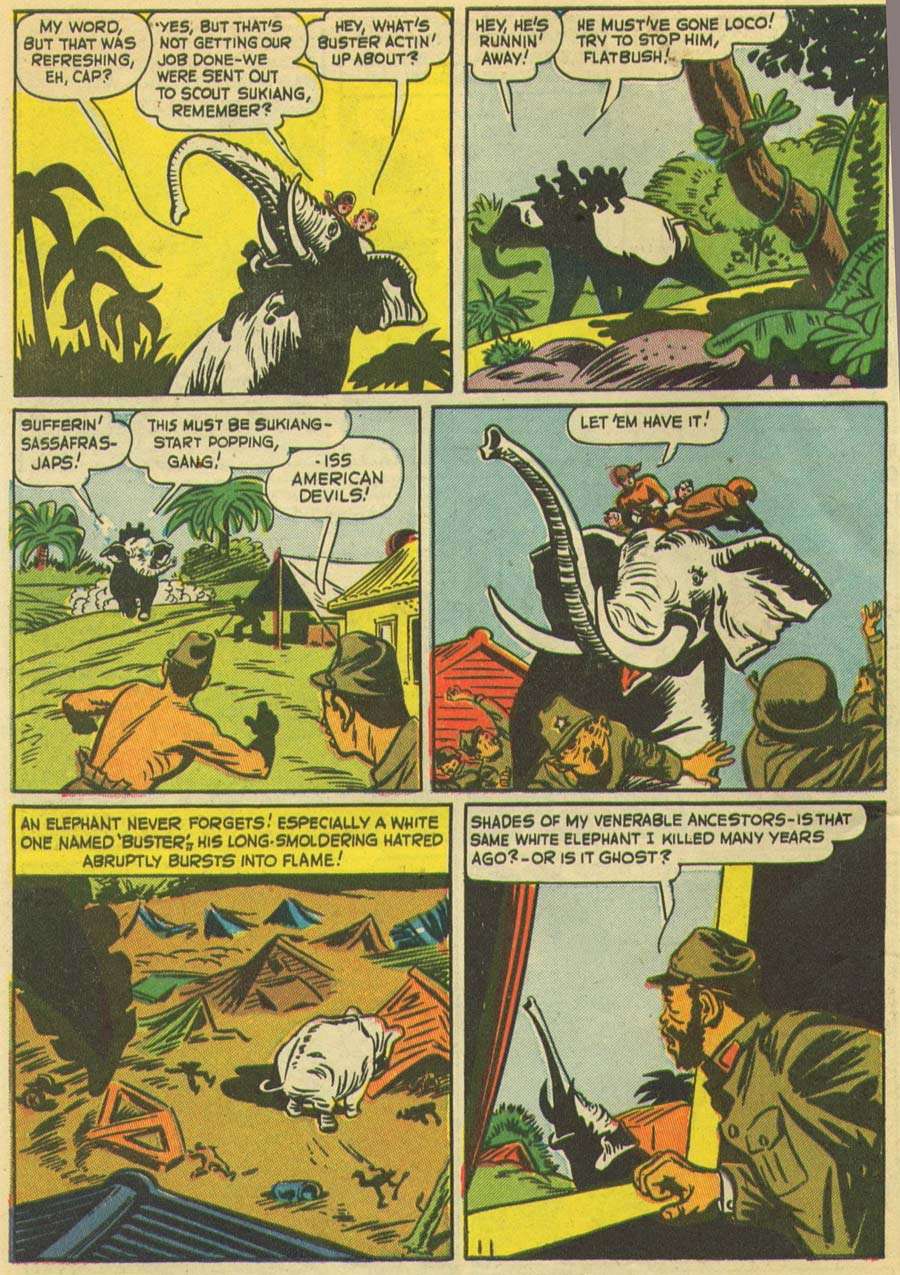 MY WORD,
BUT THAT WAS
REFRESHING,
EH, CAP?
YES, BUT THAT'S
NOT GETTING OUR
JOB DONE-WE
WERE SENT OUT
TO SCOUT SUKIANG,
REMEMBER?
HEY, WHAT'S
BUSTER ACTIN'
UP ABOUT?
HEY, HE'S
RUNNIN'
AWAY!
HE MUST'VE GONE LOCO!
TRY TO STOP HIM,
FLATBUSH!
SUFFERIN'
SASSAFRAS-
JAPS!
THIS MUST BE SUKIANG-
START POPPING,
GANG!
-ISS
AMERICAN
DEVILS!
LET 'EM HAVE IT!
AN ELEPHANT NEVER FORGETS! ESPECIALLY A WHITE
ONE NAMED 'BUSTER', HIS LONG-SMOLDERING HATRED
ABRUPTLY BURSTS INTO FLAME!
SHADES OF MY VENERABLE ANCESTORS-IS THAT
SAME WHITE ELEPHANT I KILLED MANY YEARS
AGO?-OR IS IT GHOST?